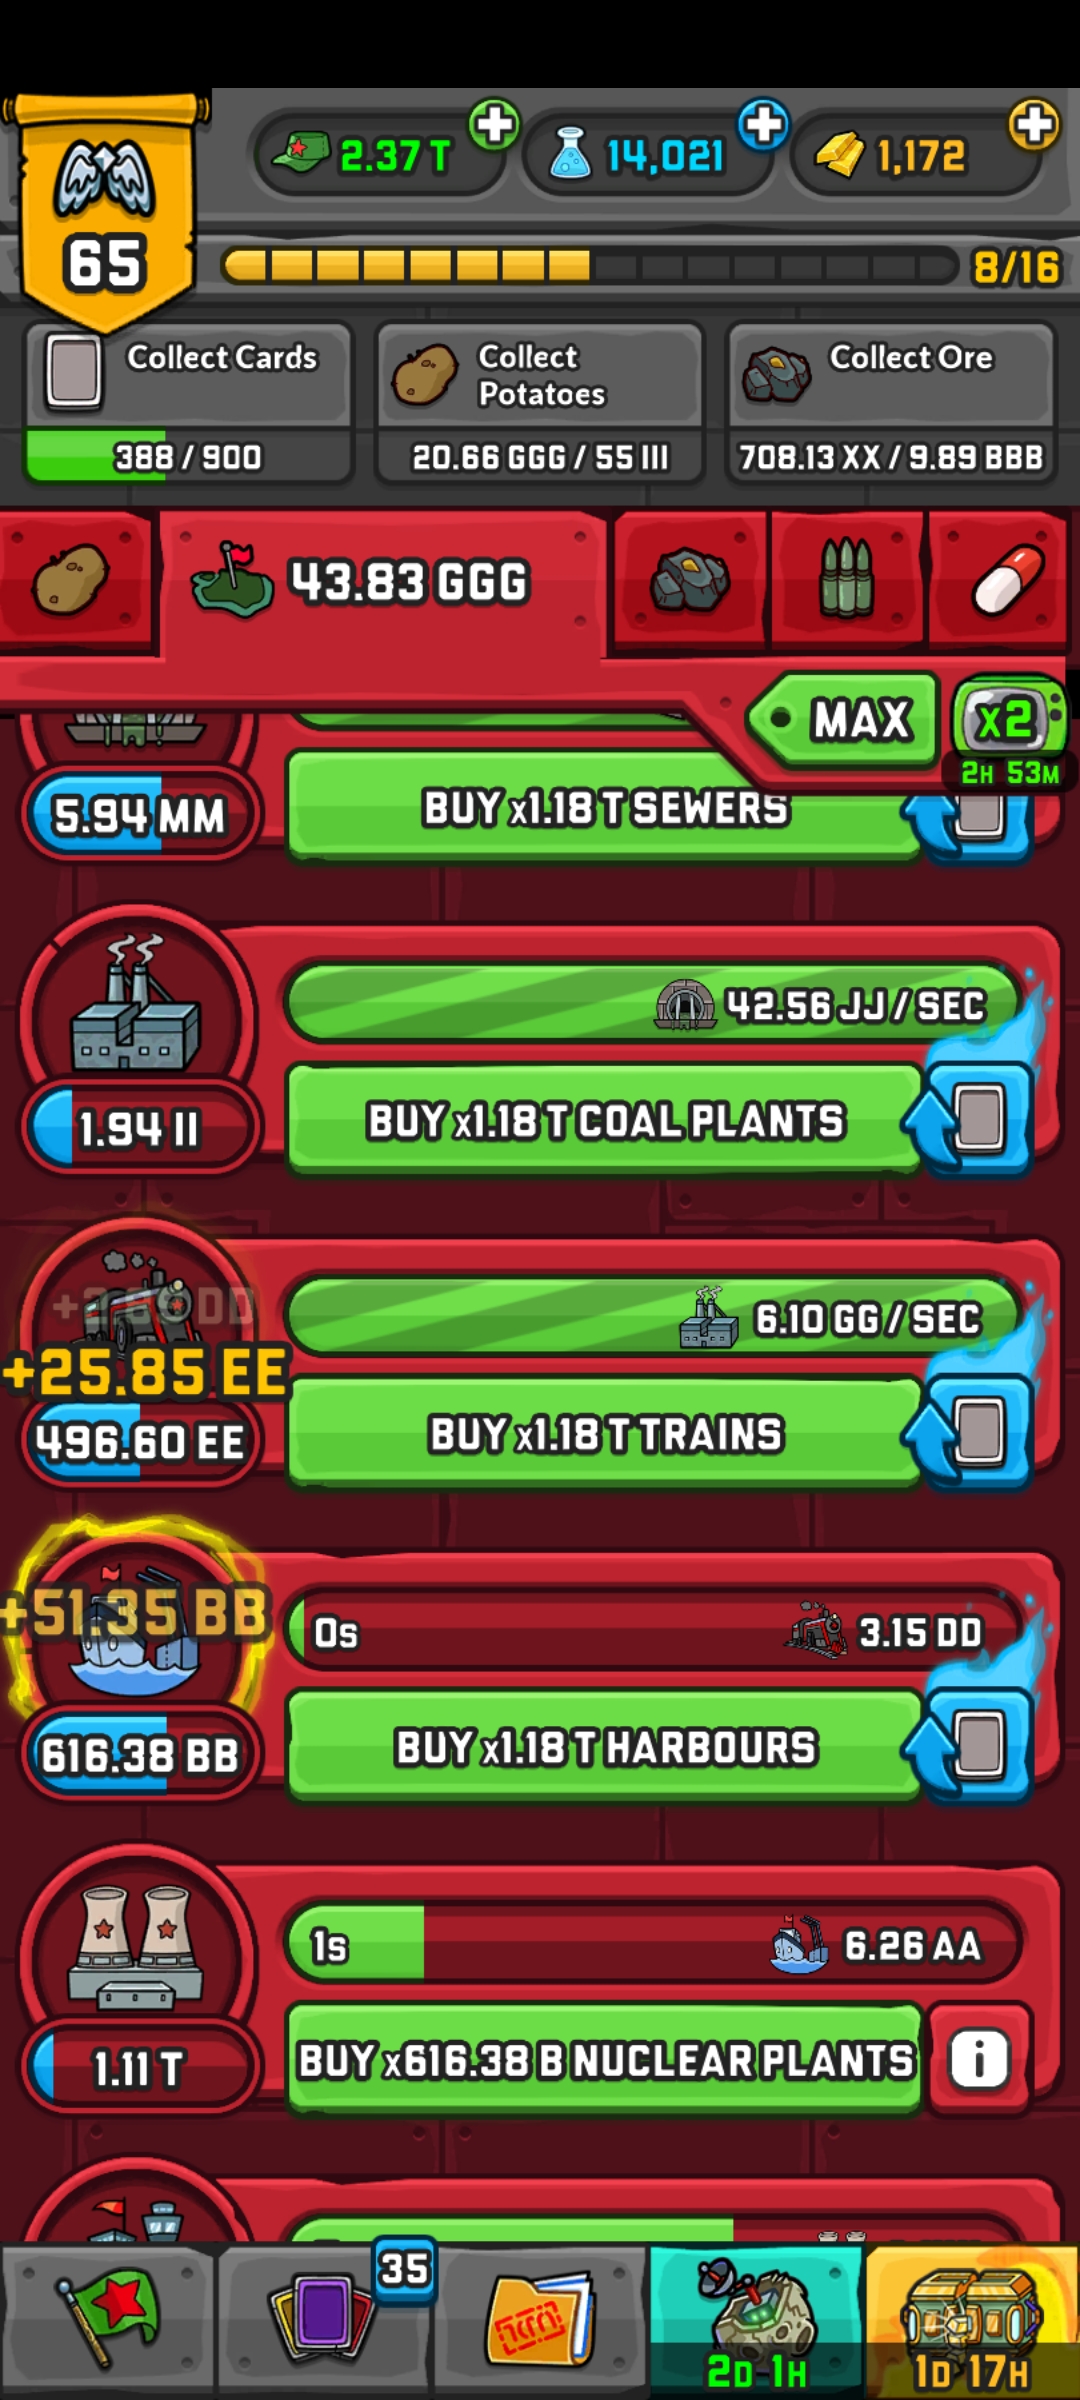 2.37 T
14,021
1,172
65
8/16
Collect Cards
388 / 900
Collect
Potatoes
20.66 GGG / 55 III
Collect Ore
708.13 XX / 9.89 BBB
43.83 GGG
MAX
x2
2H 53M
5.94 MM
BUY x1.18 T SEWERS
42.56 JJ / SEC
1.94 II
BUY x1.18 T COAL PLANTS
6.10 GG / SEC
+25.85 EE
496.60 EE
BUY x1.18 T TRAINS
+51.35 BB
0s
3.15 DD
616.38 BB
BUY x1.18 T HARBOURS
1s
6.26 AA
1.11 T
BUY x616.38 B NUCLEAR PLANTS
i
35
2D 1H
1D 17H